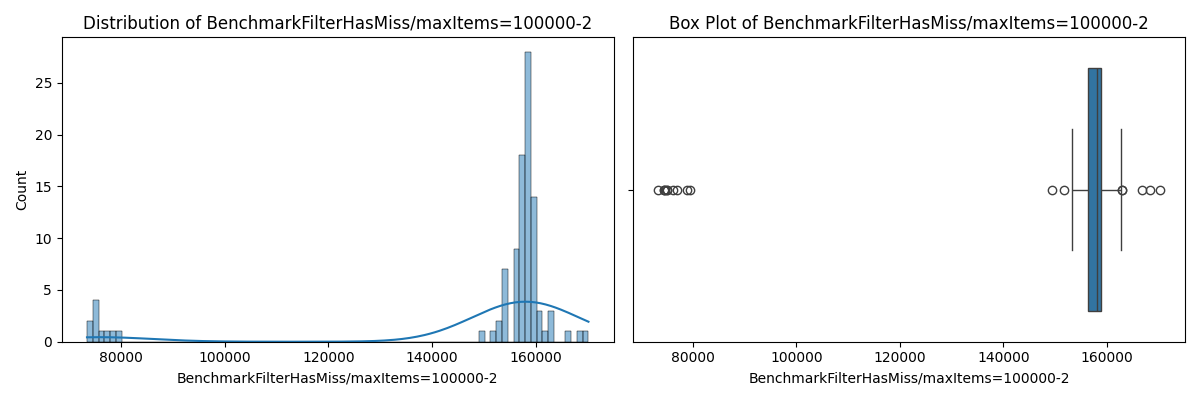 Distribution of BenchmarkFilterHasMiss/maxItems=100000-2
Count
25
20
15
10
5
0
80000 100000 120000 140000 160000
BenchmarkFilterHasMiss/maxItems=100000-2
Box Plot of BenchmarkFilterHasMiss/maxItems=100000-2
80000 100000 120000 140000 160000
BenchmarkFilterHasMiss/maxItems=100000-2